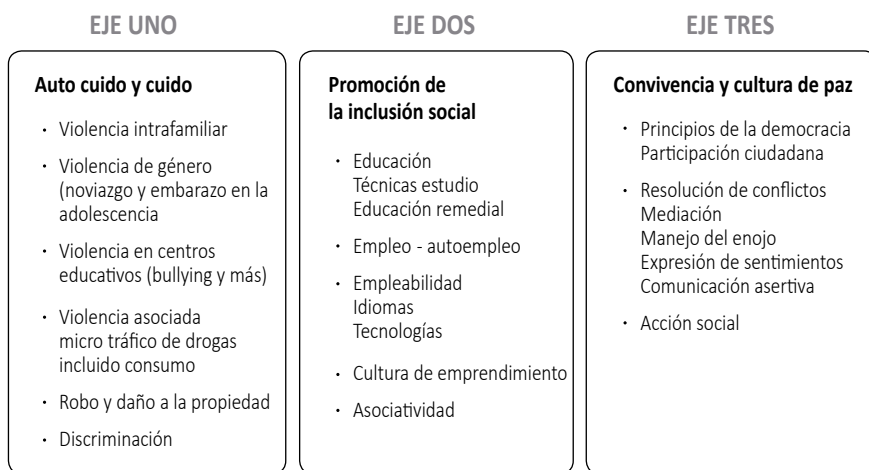 EJE UNO
Auto cuido y cuido
· Violencia intrafamiliar
· Violencia de género
(noviazgo y embarazo en la
adolescencia
· Violencia en centros
educativos (bullying y más)
· Violencia asociada
micro tráfico de drogas
incluido consumo
· Robo y daño a la propiedad
· Discriminación
EJE DOS
Promoción de
la inclusión social
· Educación
Técnicas estudio
Educación remedial
· Empleo - autoempleo
· Empleabilidad
Idiomas
Tecnologías
· Cultura de emprendimiento
· Asociatividad
EJE TRES
Convivencia y cultura de paz
· Principios de la democracia
Participación ciudadana
· Resolución de conflictos
Mediación
Manejo del enojo
Expresión de sentimientos
Comunicación asertiva
· Acción social